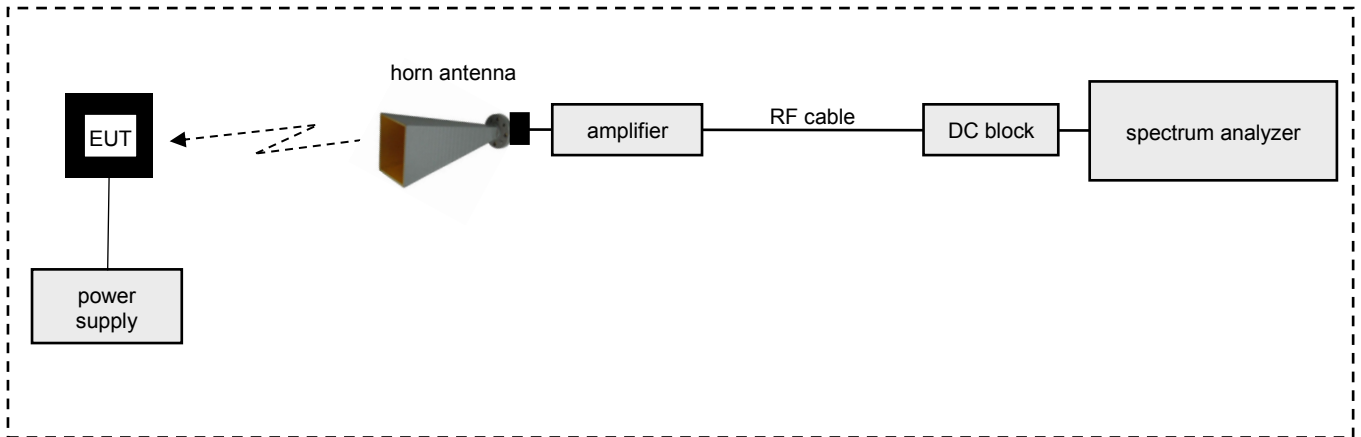 horn antenna
EUT
amplifier
RF cable
DC block
spectrum analyzer
power
supply